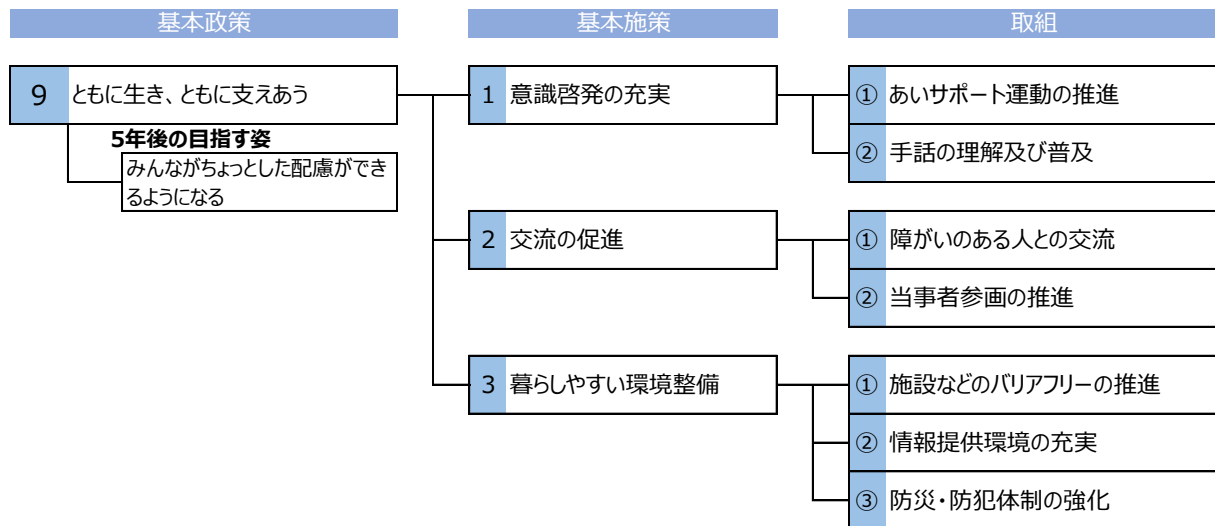 基本政策
基本施策
取組
9 ともに生き、ともに支えあう
5年後の目指す姿
みんながちょっとした配慮ができ
るようになる
1 意識啓発の充実
① あいサポート運動の推進
② 手話の理解及び普及
2 交流の促進
① 障がいのある人との交流
② 当事者参画の推進
3 暮らしやすい環境整備
① 施設などのバリアフリーの推進
② 情報提供環境の充実
③ 防災・防犯体制の強化